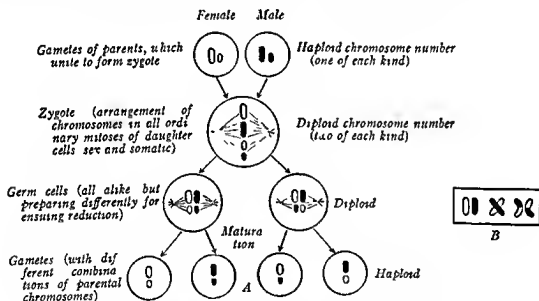 Female Male
Gametes of parents, which
unite to form zygote
Haploid chromosome number
(one of each kind)
Zygote (arrangement of
chromosomes in all ordi
nary mitoses of daughter
cells sex and somatic)
Diploid chromosome number
(two of each kind)
Germ cells (all alike but
preparing differently for
ensuing reduction)
Diploid
Matura
tion
Gametes (with dif
ferent combina
tions of parental
chromosomes)
A
Haploid
B